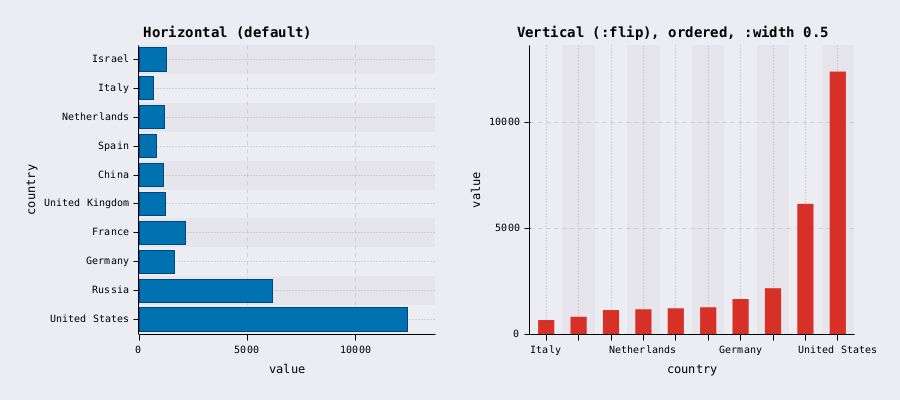 Horizontal (default)
country
Israel
Italy
Netherlands
Spain
China
United Kingdom
France
Germany
Russia
United States
0 5000 10000
value
Vertical (:flip), ordered, :width 0.5
value
10000
5000
0
Italy Netherlands Germany United States
country